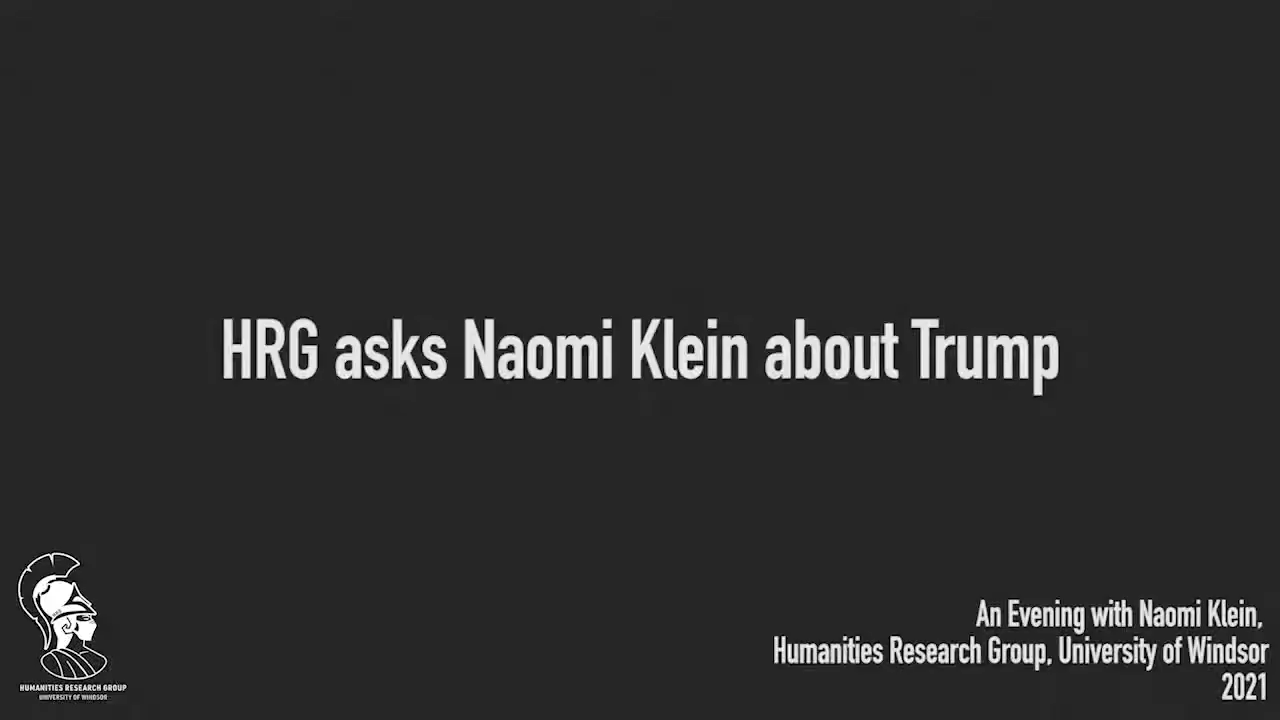 HRG asks Naomi Klein about Trump
An Evening with Naomi Klein,
Humanities Research Group, University of Windsor
2021
HUMANITIES RESEARCH GROUP
UNIVERSITY OF WINDSOR